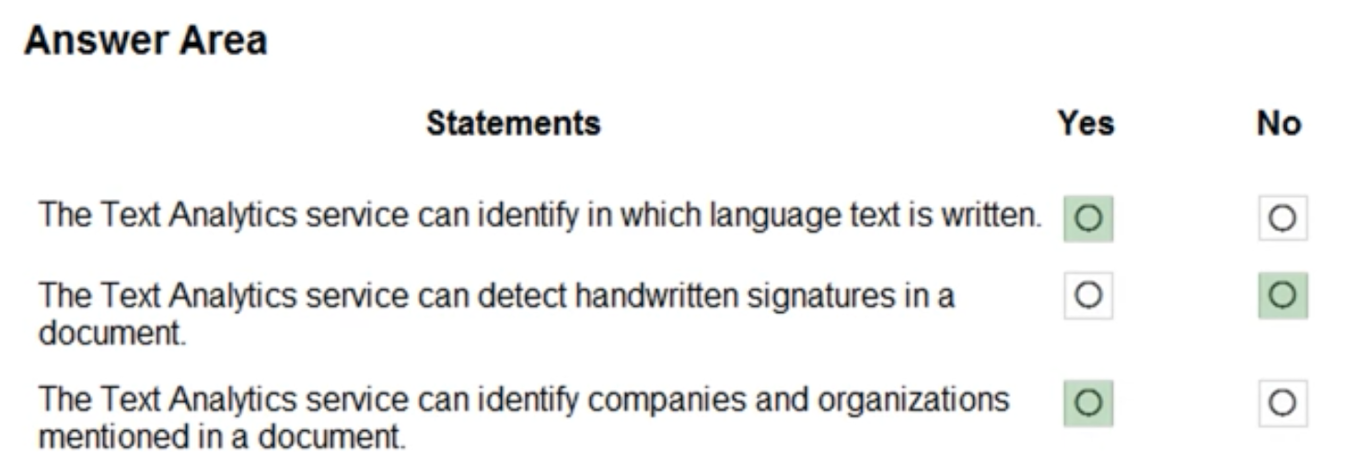 Answer Area
Statements Yes No
The Text Analytics service can identify in which language text is written.
The Text Analytics service can detect handwritten signatures in a
document.
The Text Analytics service can identify companies and organizations
mentioned in a document.